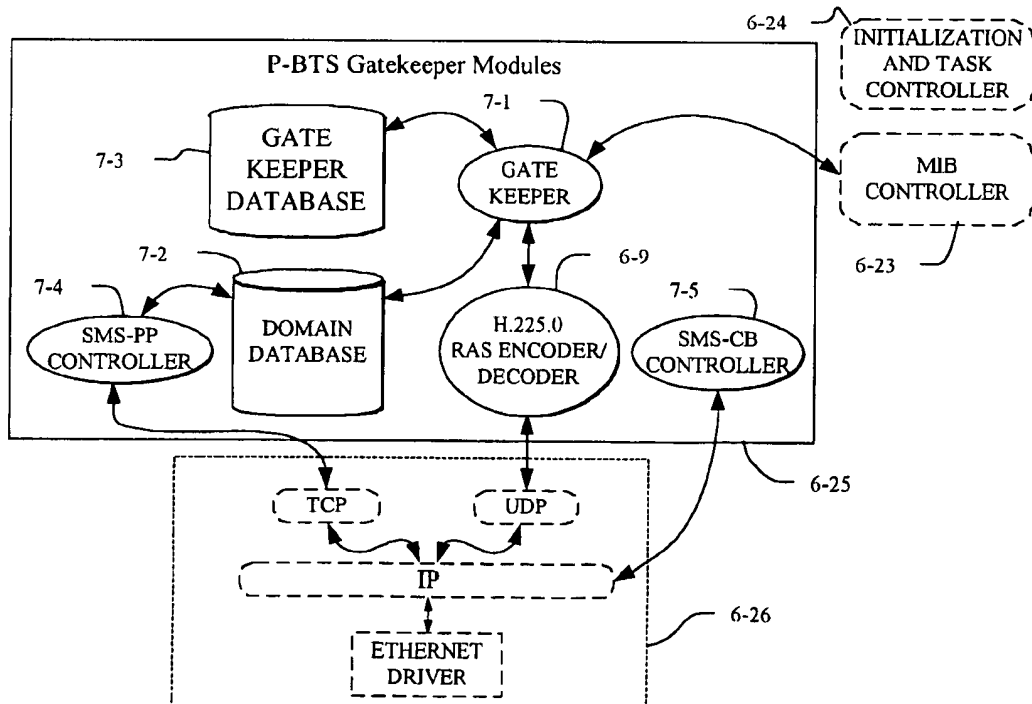 6-24
INITIALIZATION
AND TASK
CONTROLLER
P-BTS Gatekeeper Modules
7-1
7-3
GATE
KEEPER
DATABASE
GATE
KEEPER
MIB
CONTROLLER
6-23
7-2
7-4
6-9
7-5
SMS-PP
CONTROLLER
DOMAIN
DATABASE
H.225.0
RAS ENCODER/
DECODER
SMS-CB
CONTROLLER
6-25
TCP
UDP
IP
6-26
ETHERNET
DRIVER